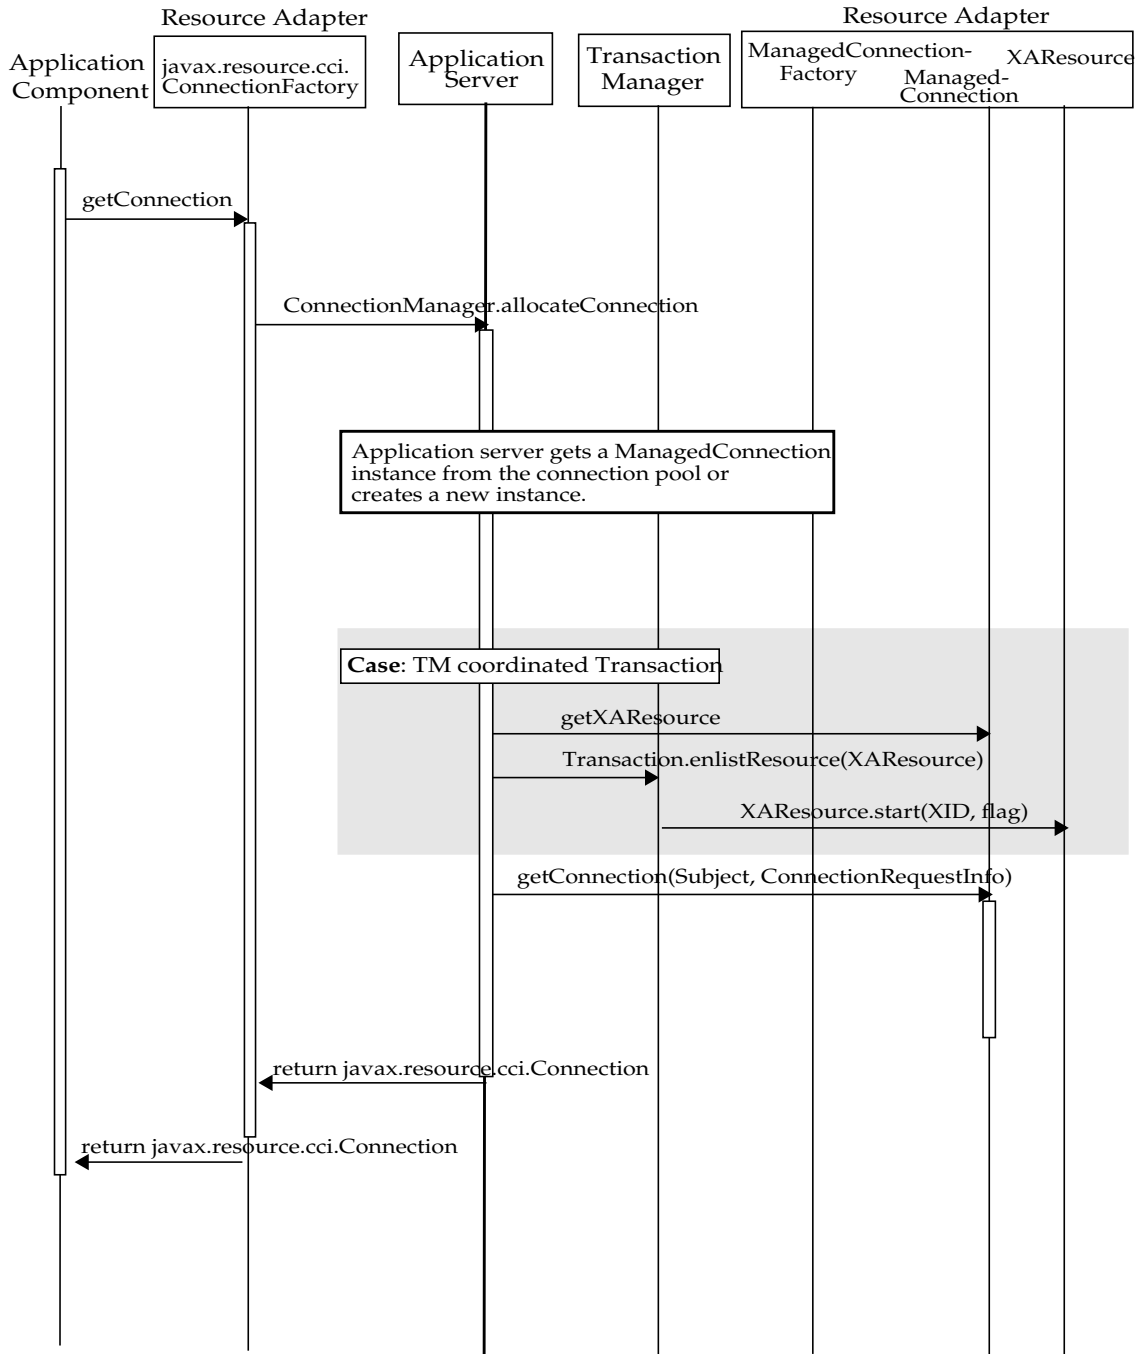 Resource Adapter
Resource Adapter
Application
Component
javax.resource.cci.
ConnectionFactory
Application
Server
Transaction
Manager
ManagedConnection-
Factory
Managed-
Connection
XAResource
getConnection
ConnectionManager.allocateConnection
Application server gets a ManagedConnection
instance from the connection pool or
creates a new instance.
Case: TM coordinated Transaction
getXAResource
Transaction.enlistResource(XAResource)
XAResource.start(XID, flag)
getConnection(Subject, ConnectionRequestInfo)
return javax.resource.cci.Connection
return javax.resource.cci.Connection